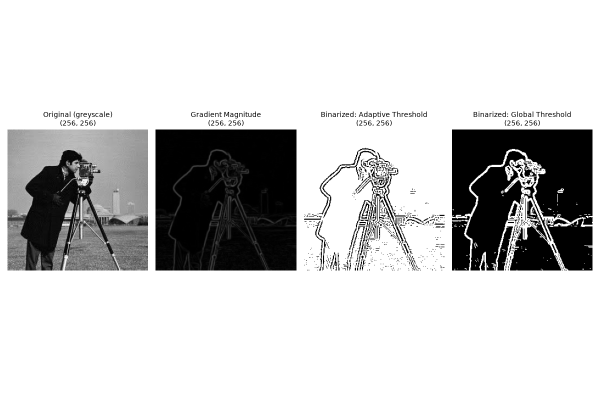 Original (greyscale)
(256, 256)
Gradient Magnitude
(256, 256)
Binarized: Adaptive Threshold
(256, 256)
Binarized: Global Threshold
(256, 256)